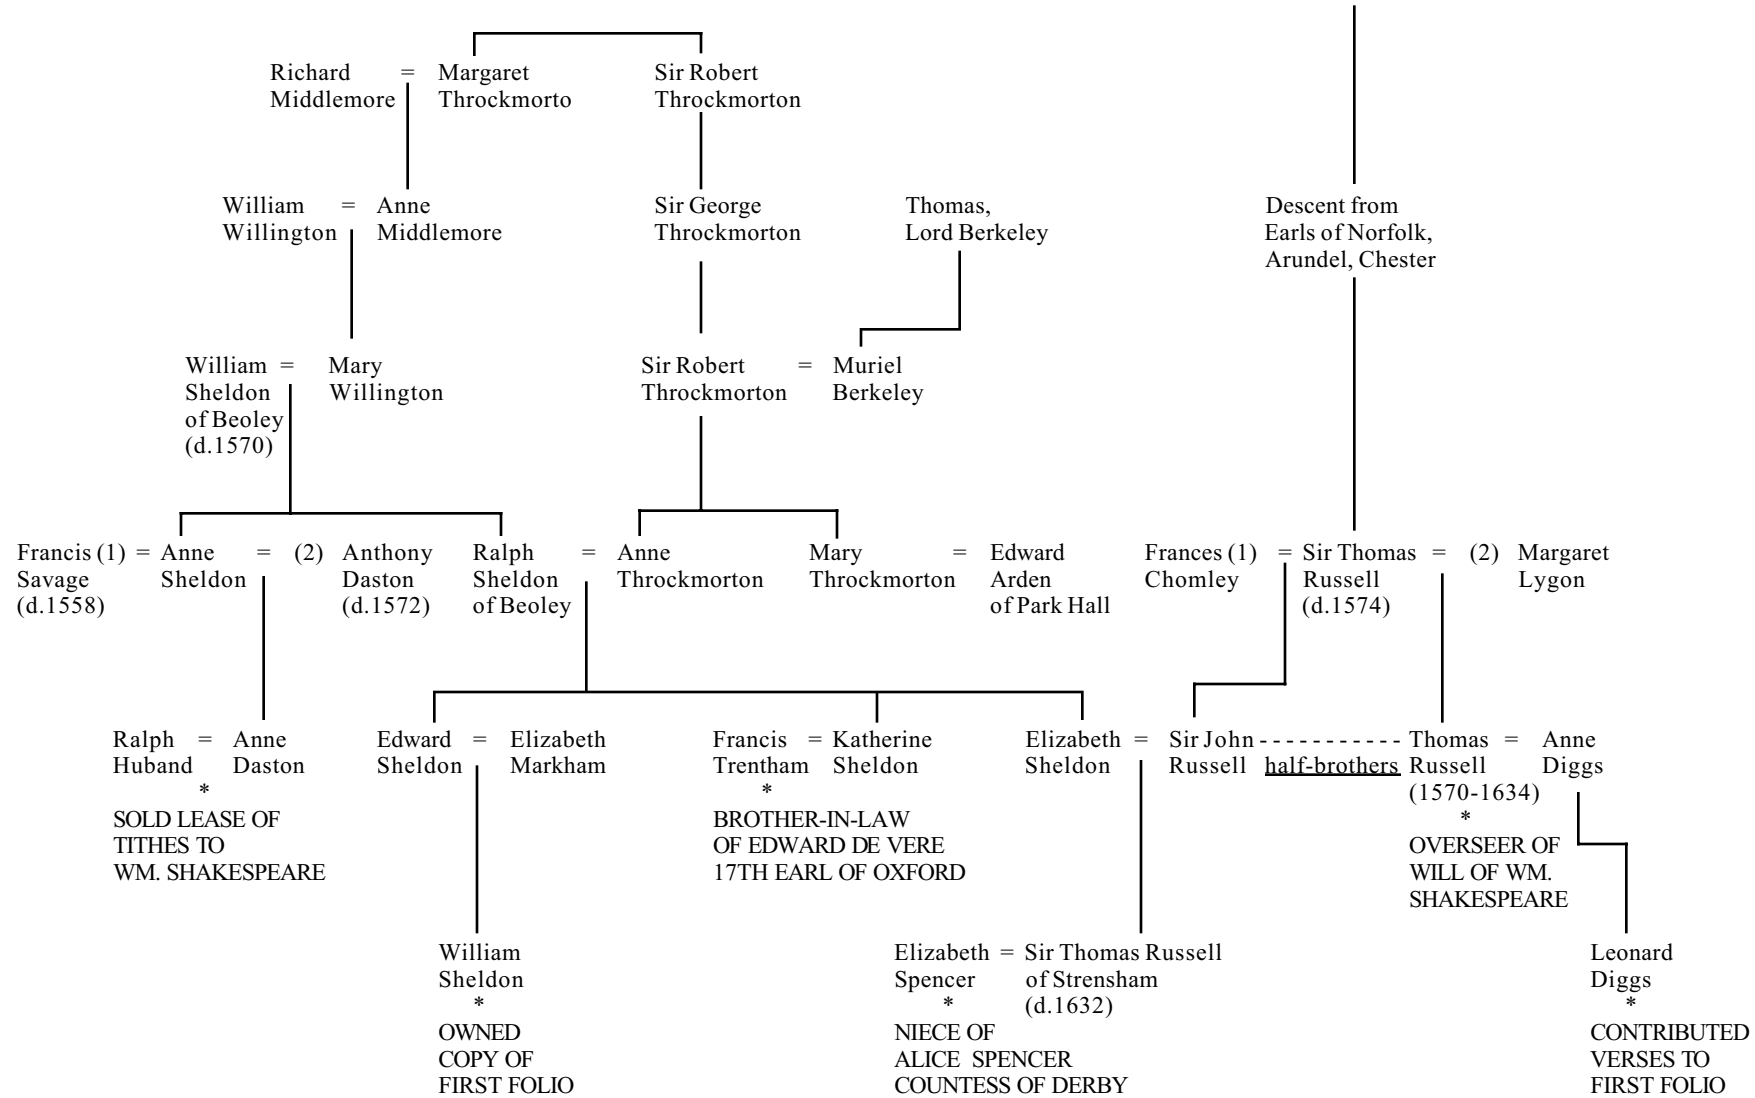 Richard = Margaret Sir Robert
Middlemore Throckmorto Throckmorton
William = Anne Sir George Thomas, Descent from
Willington Middlemore Throckmorton Lord Berkeley Earls of Norfolk,
Arundel, Chester
William = Mary Sir Robert = Muriel
Sheldon Willington Throckmorton Berkeley
of Beoley
(d.1570)
Francis (1) = Anne = (2) Anthony Ralph = Anne Mary = Edward Frances (1) = Sir Thomas = (2) Margaret
Savage Sheldon Daston Sheldon Throckmorton Throckmorton Arden Chomley Russell Lygon
(d.1558) (d.1572) of Beoley of Park Hall (d.1574)
Ralph = Anne Edward = Elizabeth Francis = Katherine Elizabeth = Sir John - - - - - - - - - - - Thomas = Anne
Huband Daston Sheldon Markham Trentham Sheldon Sheldon Russell half-brothers Russell Diggs
* * (1570-1634)
SOLD LEASE OF BROTHER-IN-LAW *
TITHES TO OF EDWARD DE VERE OVERSEER OF
WM. SHAKESPEARE 17TH EARL OF OXFORD WILL OF WM.
SHAKESPEARE
William Elizabeth = Sir Thomas Russell Leonard
Sheldon Spencer of Strensham Diggs
* * (d.1632) *
OWNED NIECE OF CONTRIBUTED
COPY OF ALICE SPENCER VERSES TO
FIRST FOLIO COUNTESS OF DERBY FIRST FOLIO